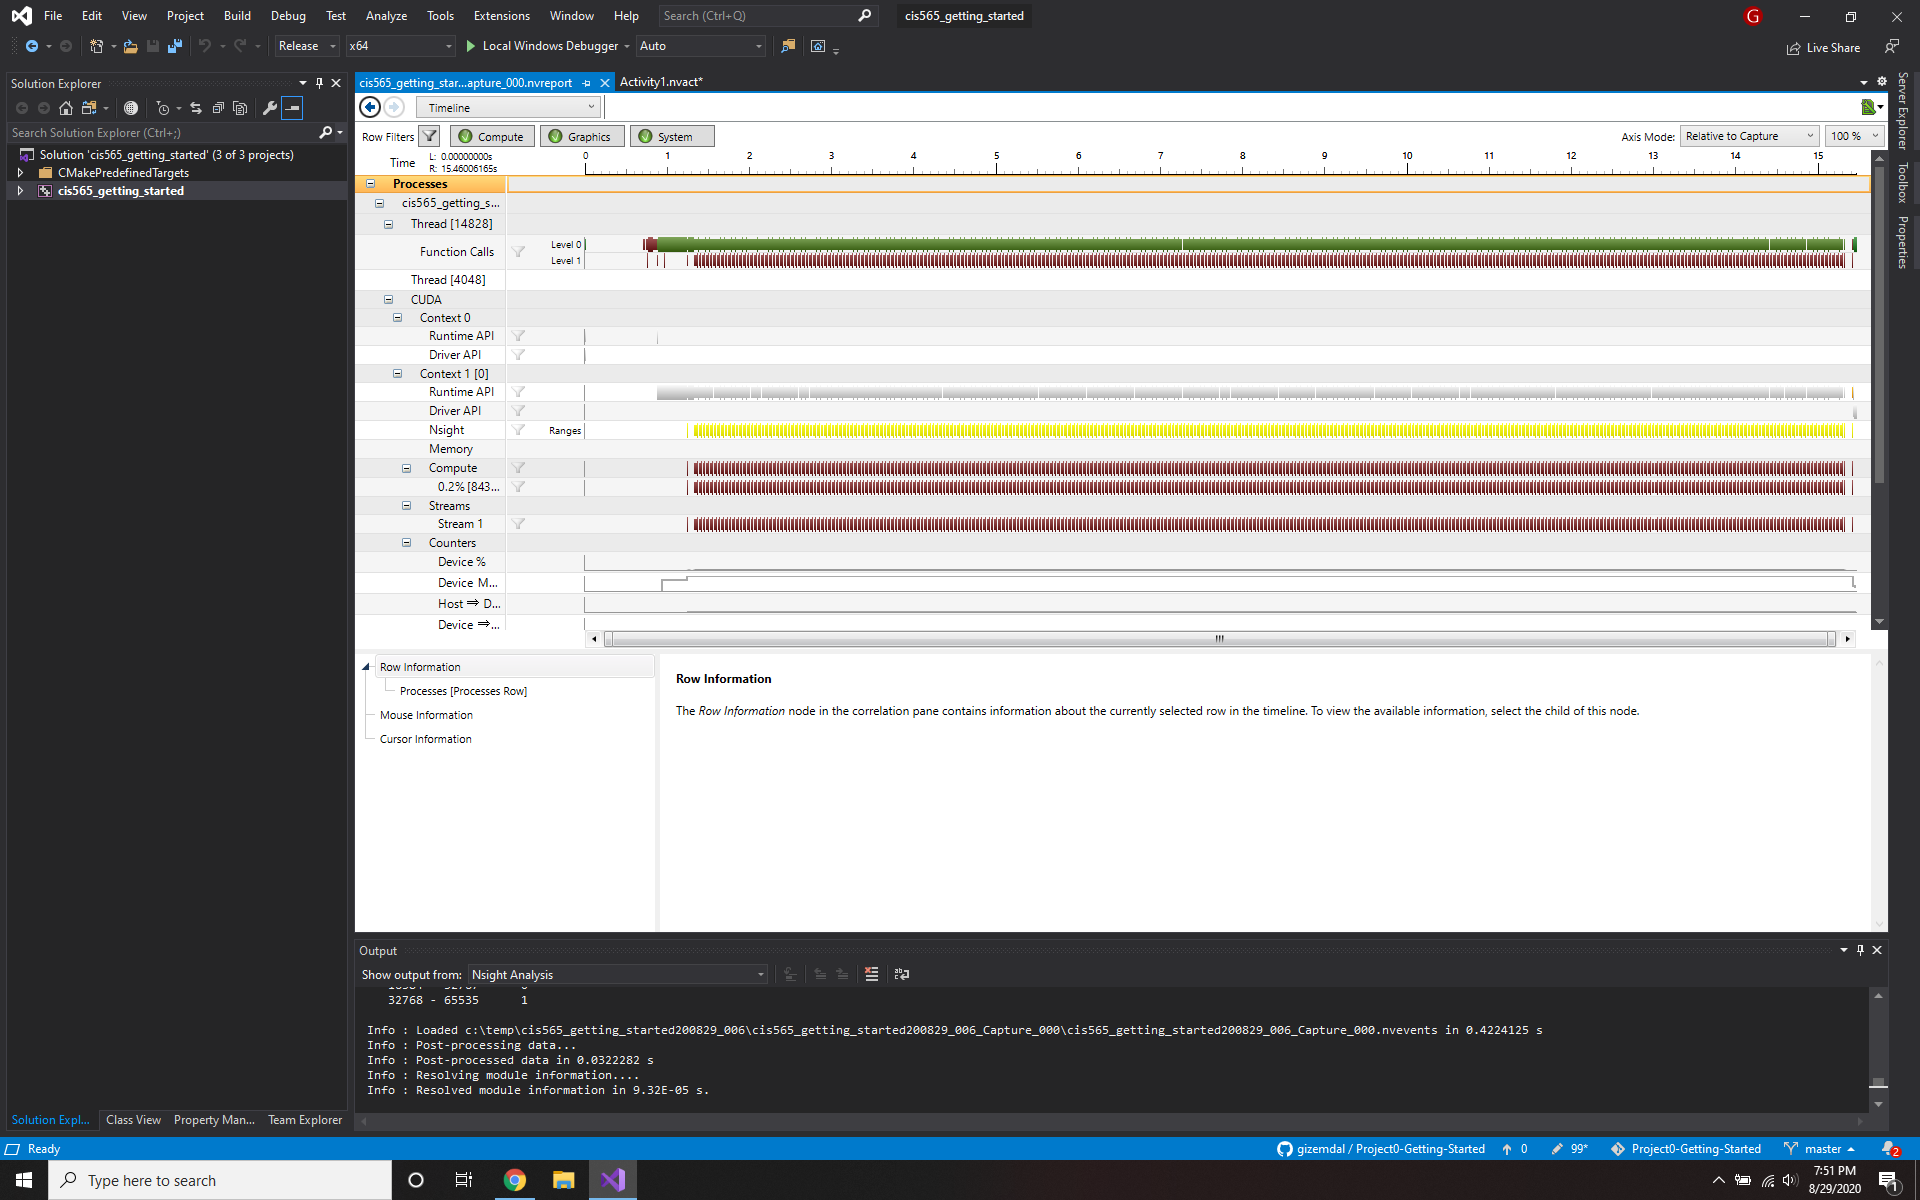 File Edit View Project Build Debug Test Analyze Tools Extensions Window Help Search (Ctrl+Q) cis565_getting_started G
Release x64 Local Windows Debugger Auto Live Share
Solution Explorer
Search Solution Explorer (Ctrl+;)
Solution 'cis565_getting_started' (3 of 3 projects)
CMakePredefinedTargets
cis565_getting_started
Solution Expl... Class View Property Man... Team Explorer
cis565_getting_star...apture_000.nvreport Activity1.nvact*
Timeline
Row Filters Compute Graphics System Axis Mode: Relative to Capture 100 %
Time L: 0.00000000s 0 1 2 3 4 5 6 7 8 9 10 11 12 13 14 15
R: 15.46006165s
Processes
cis565_getting_s...
Thread [14828]
Function Calls Level 0
Level 1
Thread [4048]
CUDA
Context 0
Runtime API
Driver API
Context 1 [0]
Runtime API
Driver API
Nsight Ranges
Memory
Compute
0.2% [843...
Streams
Stream 1
Counters
Device %
Device M...
Host ⇒ D...
Device ⇒...
Row Information
Processes [Processes Row]
Mouse Information
Cursor Information
Row Information
The Row Information node in the correlation pane contains information about the currently selected row in the timeline. To view the available information, select the child of this node.
Server Explorer
Toolbox
Properties
Output
Show output from: Nsight Analysis
32768 - 65535 1
Info : Loaded c:\temp\cis565_getting_started200829_006\cis565_getting_started200829_006_Capture_000\cis565_getting_started200829_006_Capture_000.nvevents in 0.4224125 s
Info : Post-processing data...
Info : Post-processed data in 0.0322282 s
Info : Resolving module information....
Info : Resolved module information in 9.32E-05 s.
Ready gizemdal / Project0-Getting-Started 0 99* Project0-Getting-Started master 2
Type here to search 7:51 PM
8/29/2020 1